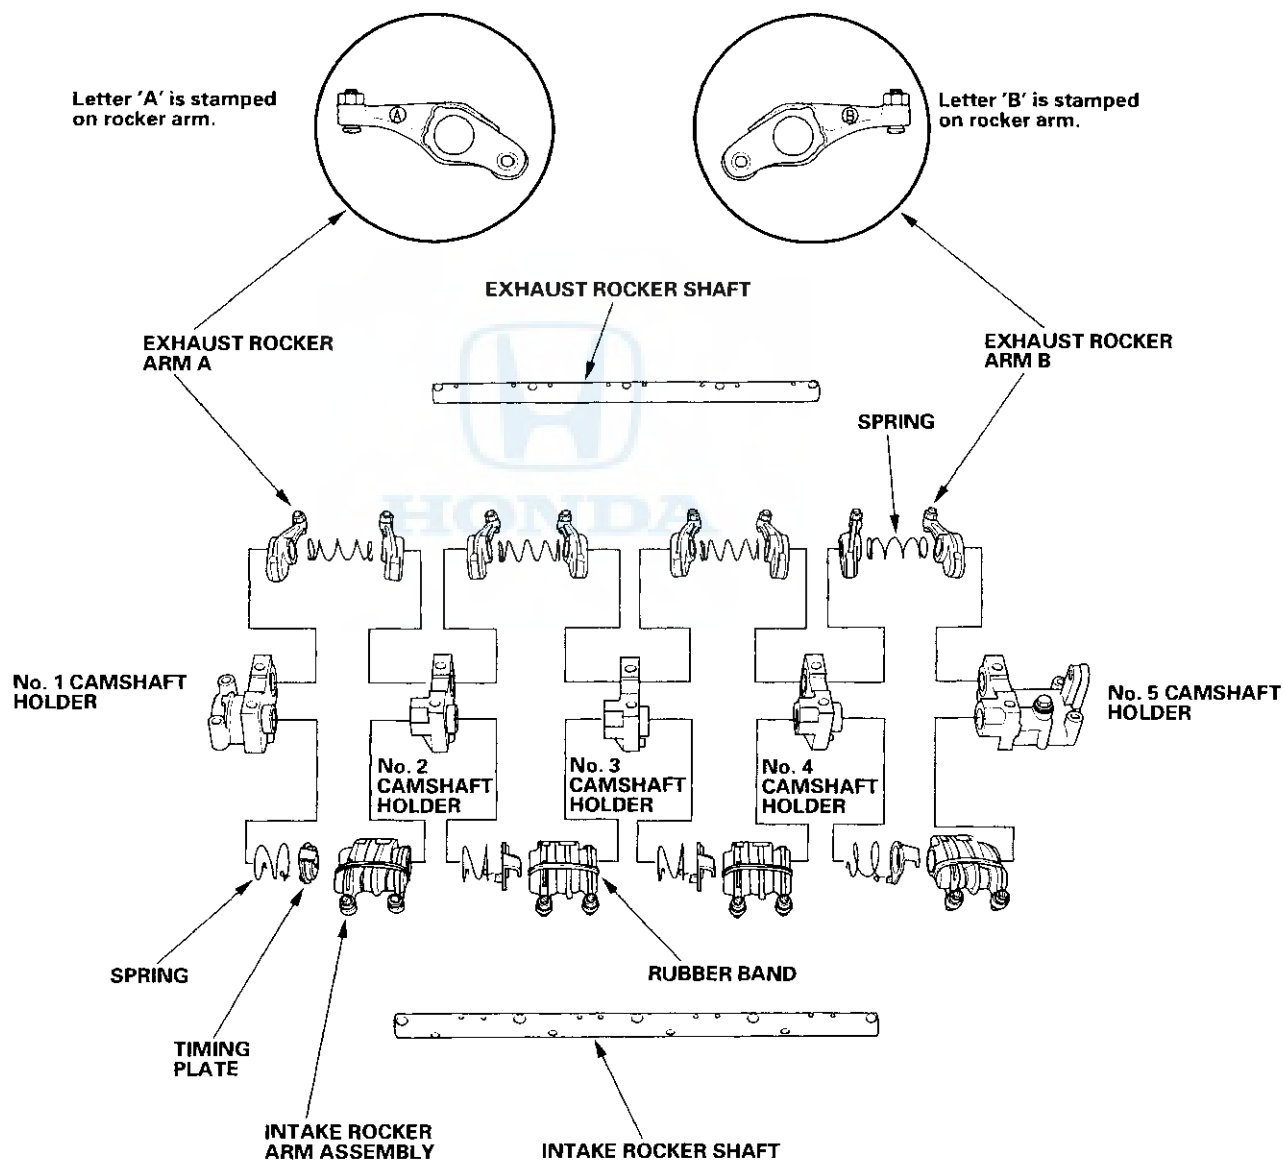 Letter 'A' is stamped
on rocker arm.
A
B
Letter 'B' is stamped
on rocker arm.
EXHAUST ROCKER SHAFT
EXHAUST ROCKER
ARM A
EXHAUST ROCKER
ARM B
SPRING
HONDA
No. 1 CAMSHAFT
HOLDER
No. 2
CAMSHAFT
HOLDER
No. 3
CAMSHAFT
HOLDER
No. 4
CAMSHAFT
HOLDER
No. 5 CAMSHAFT
HOLDER
SPRING
RUBBER BAND
TIMING
PLATE
INTAKE ROCKER
ARM ASSEMBLY
INTAKE ROCKER SHAFT